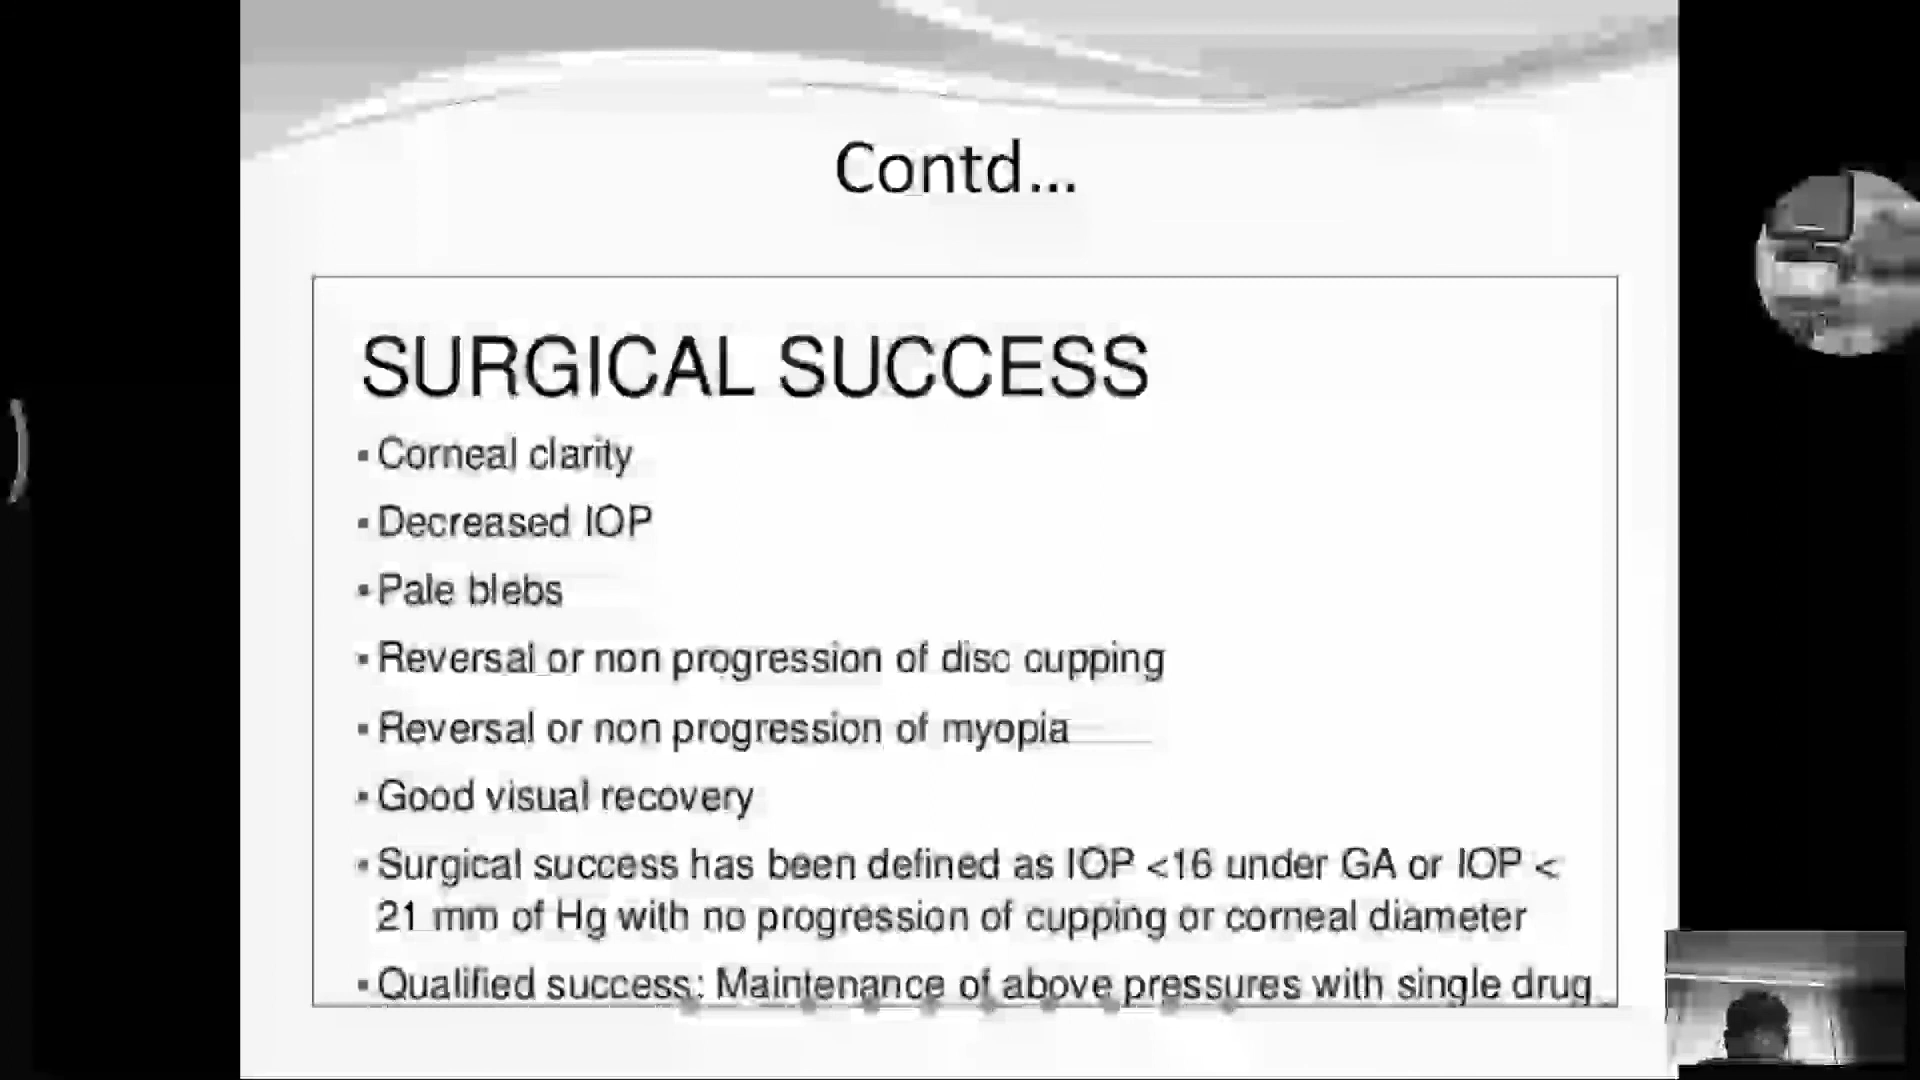 Contd...
SURGICAL SUCCESS
▪ Corneal clarity
▪ Decreased IOP
▪ Pale blebs
▪ Reversal or non progression of disc cupping
▪ Reversal or non progression of myopia
▪ Good visual recovery
▪ Surgical success has been defined as IOP <16 under GA or IOP <
21 mm of Hg with no progression of cupping or corneal diameter
▪ Qualified success: Maintenance of above pressures with single drug